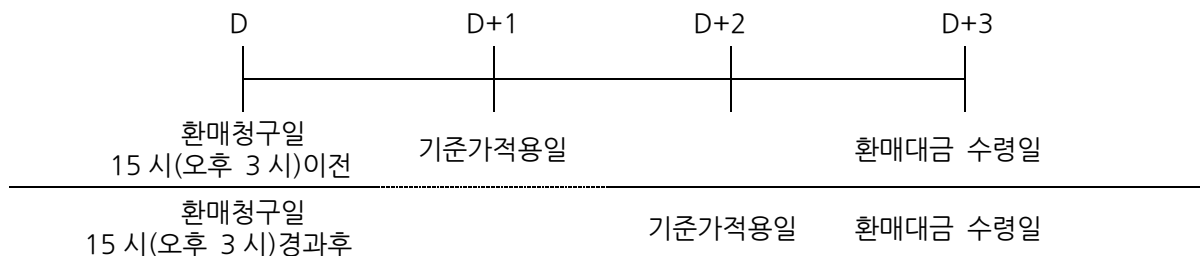 D D+1 D+2 D+3
환매청구일
15 시(오후 3 시)이전 기준가적용일 환매대금 수령일
환매청구일
15 시(오후 3 시)경과후 기준가적용일 환매대금 수령일